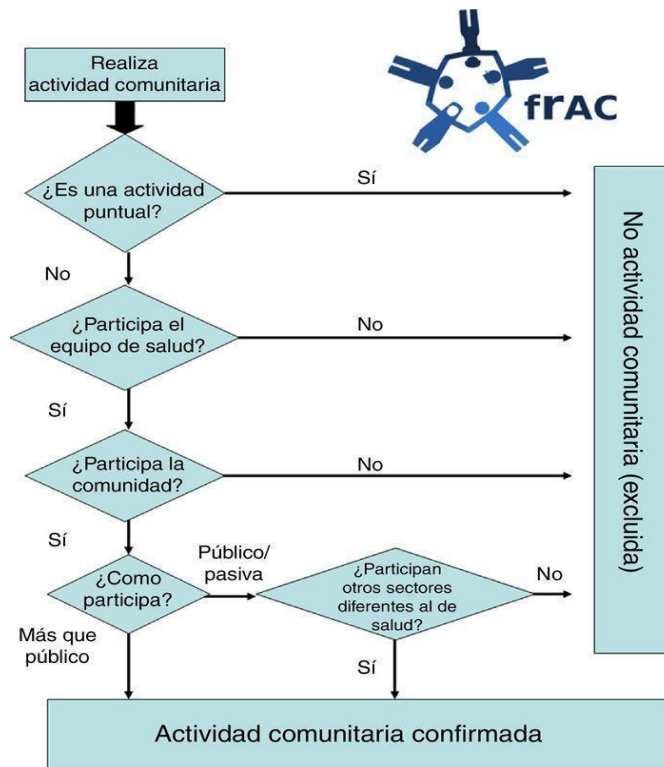 Realiza
actividad comunitaria
frAC
¿Es una actividad
puntual?
Sí
No
¿Participa el
equipo de salud?
No
Sí
¿Participa la
comunidad?
No
Sí
¿Como
participa?
Público/
pasiva
¿Participan
otros sectores
diferentes al de
salud?
No
Más que
público
Sí
No actividad comunitaria (excluida)
Actividad comunitaria confirmada